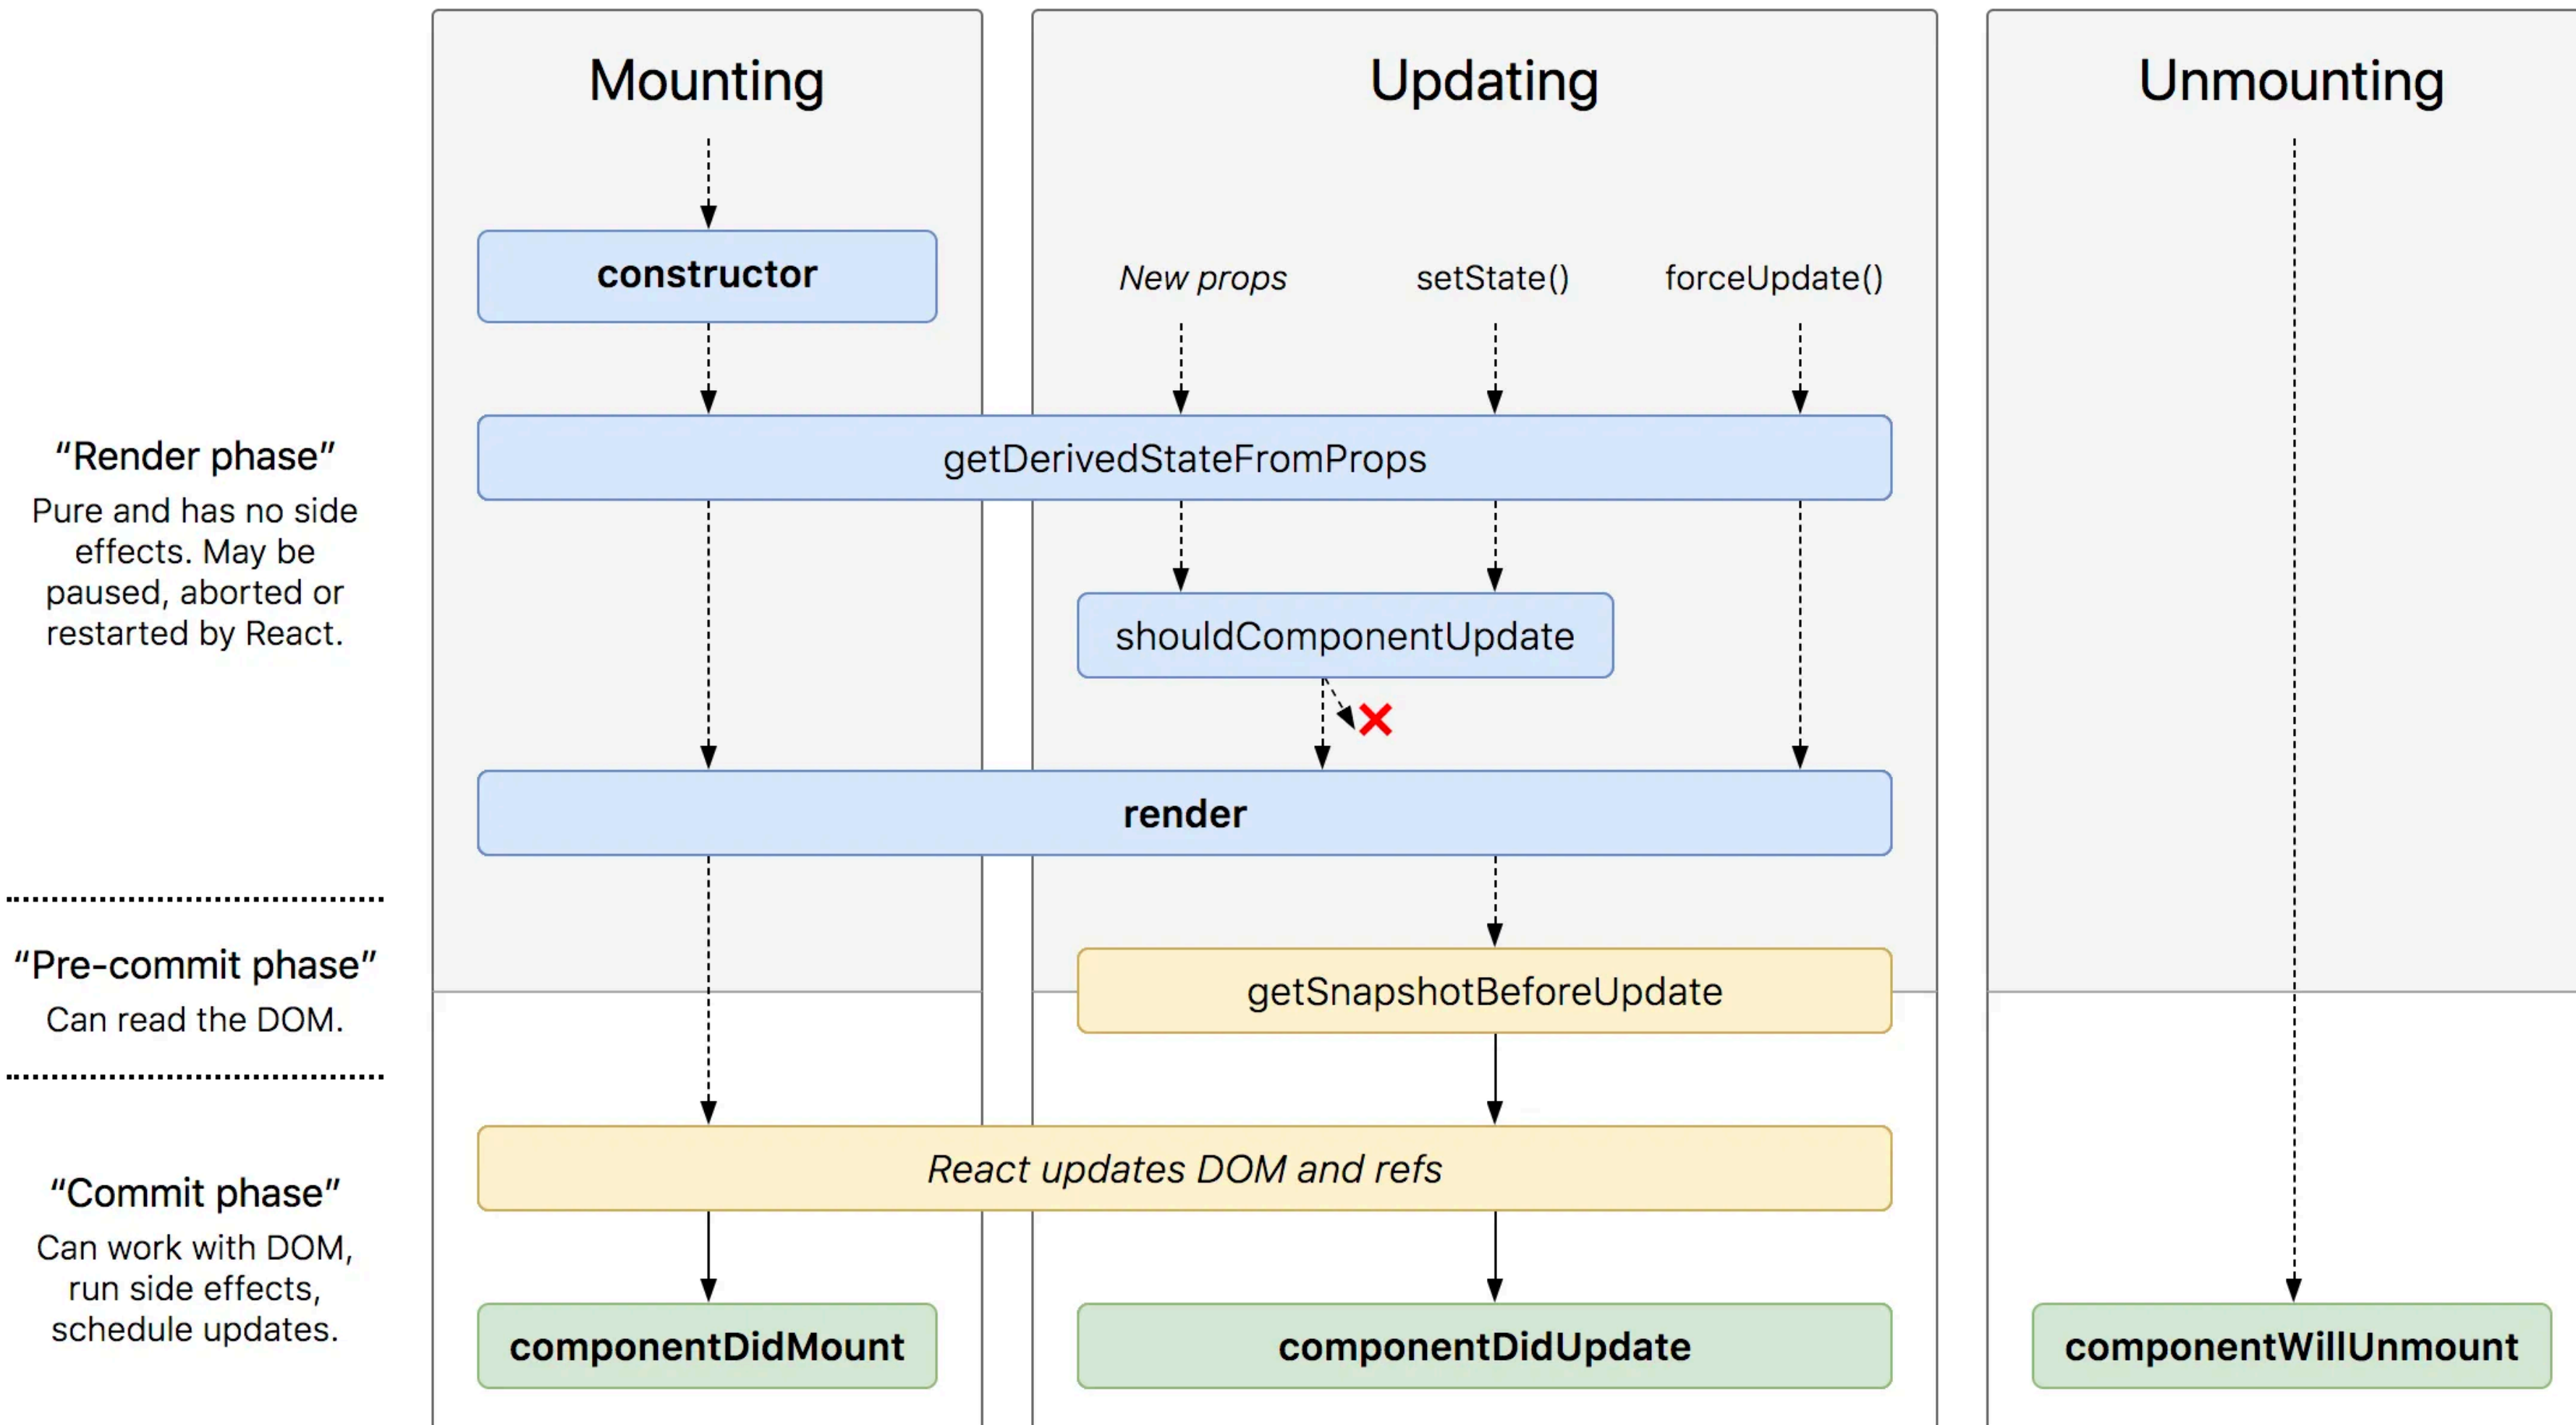 Mounting
Updating
Unmounting
constructor
New props
setState()
forceUpdate()
“Render phase”
Pure and has no side
effects. May be
paused, aborted or
restarted by React.
getDerivedStateFromProps
shouldComponentUpdate
render
“Pre-commit phase”
Can read the DOM.
getSnapshotBeforeUpdate
“Commit phase”
Can work with DOM,
run side effects,
schedule updates.
React updates DOM and refs
componentDidMount
componentDidUpdate
componentWillUnmount